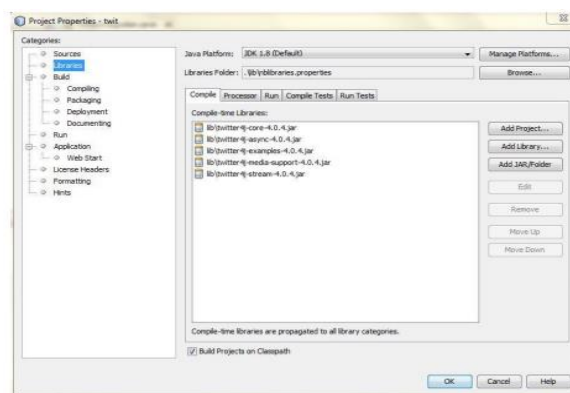 Project Properties - twit
Categories:
Sources
Libraries
Build
Compiling
Packaging
Deployment
Documenting
Run
Application
Web Start
License Headers
Formatting
Hints
Java Platform: JDK 1.8 (Default)
Manage Platforms...
Libraries Folder: .\lib\nblibraries.properties
Browse...
Compile Processor Run Compile Tests Run Tests
Compile-time Libraries:
lib\twitter4j-core-4.0.4.jar
lib\twitter4j-async-4.0.4.jar
lib\twitter4j-examples-4.0.4.jar
lib\twitter4j-media-support-4.0.4.jar
lib\twitter4j-stream-4.0.4.jar
Add Project...
Add Library...
Add JAR/Folder
Edit
Remove
Move Up
Move Down
Compile-time libraries are propagated to all library categories.
Build Projects on Classpath
OK Cancel Help